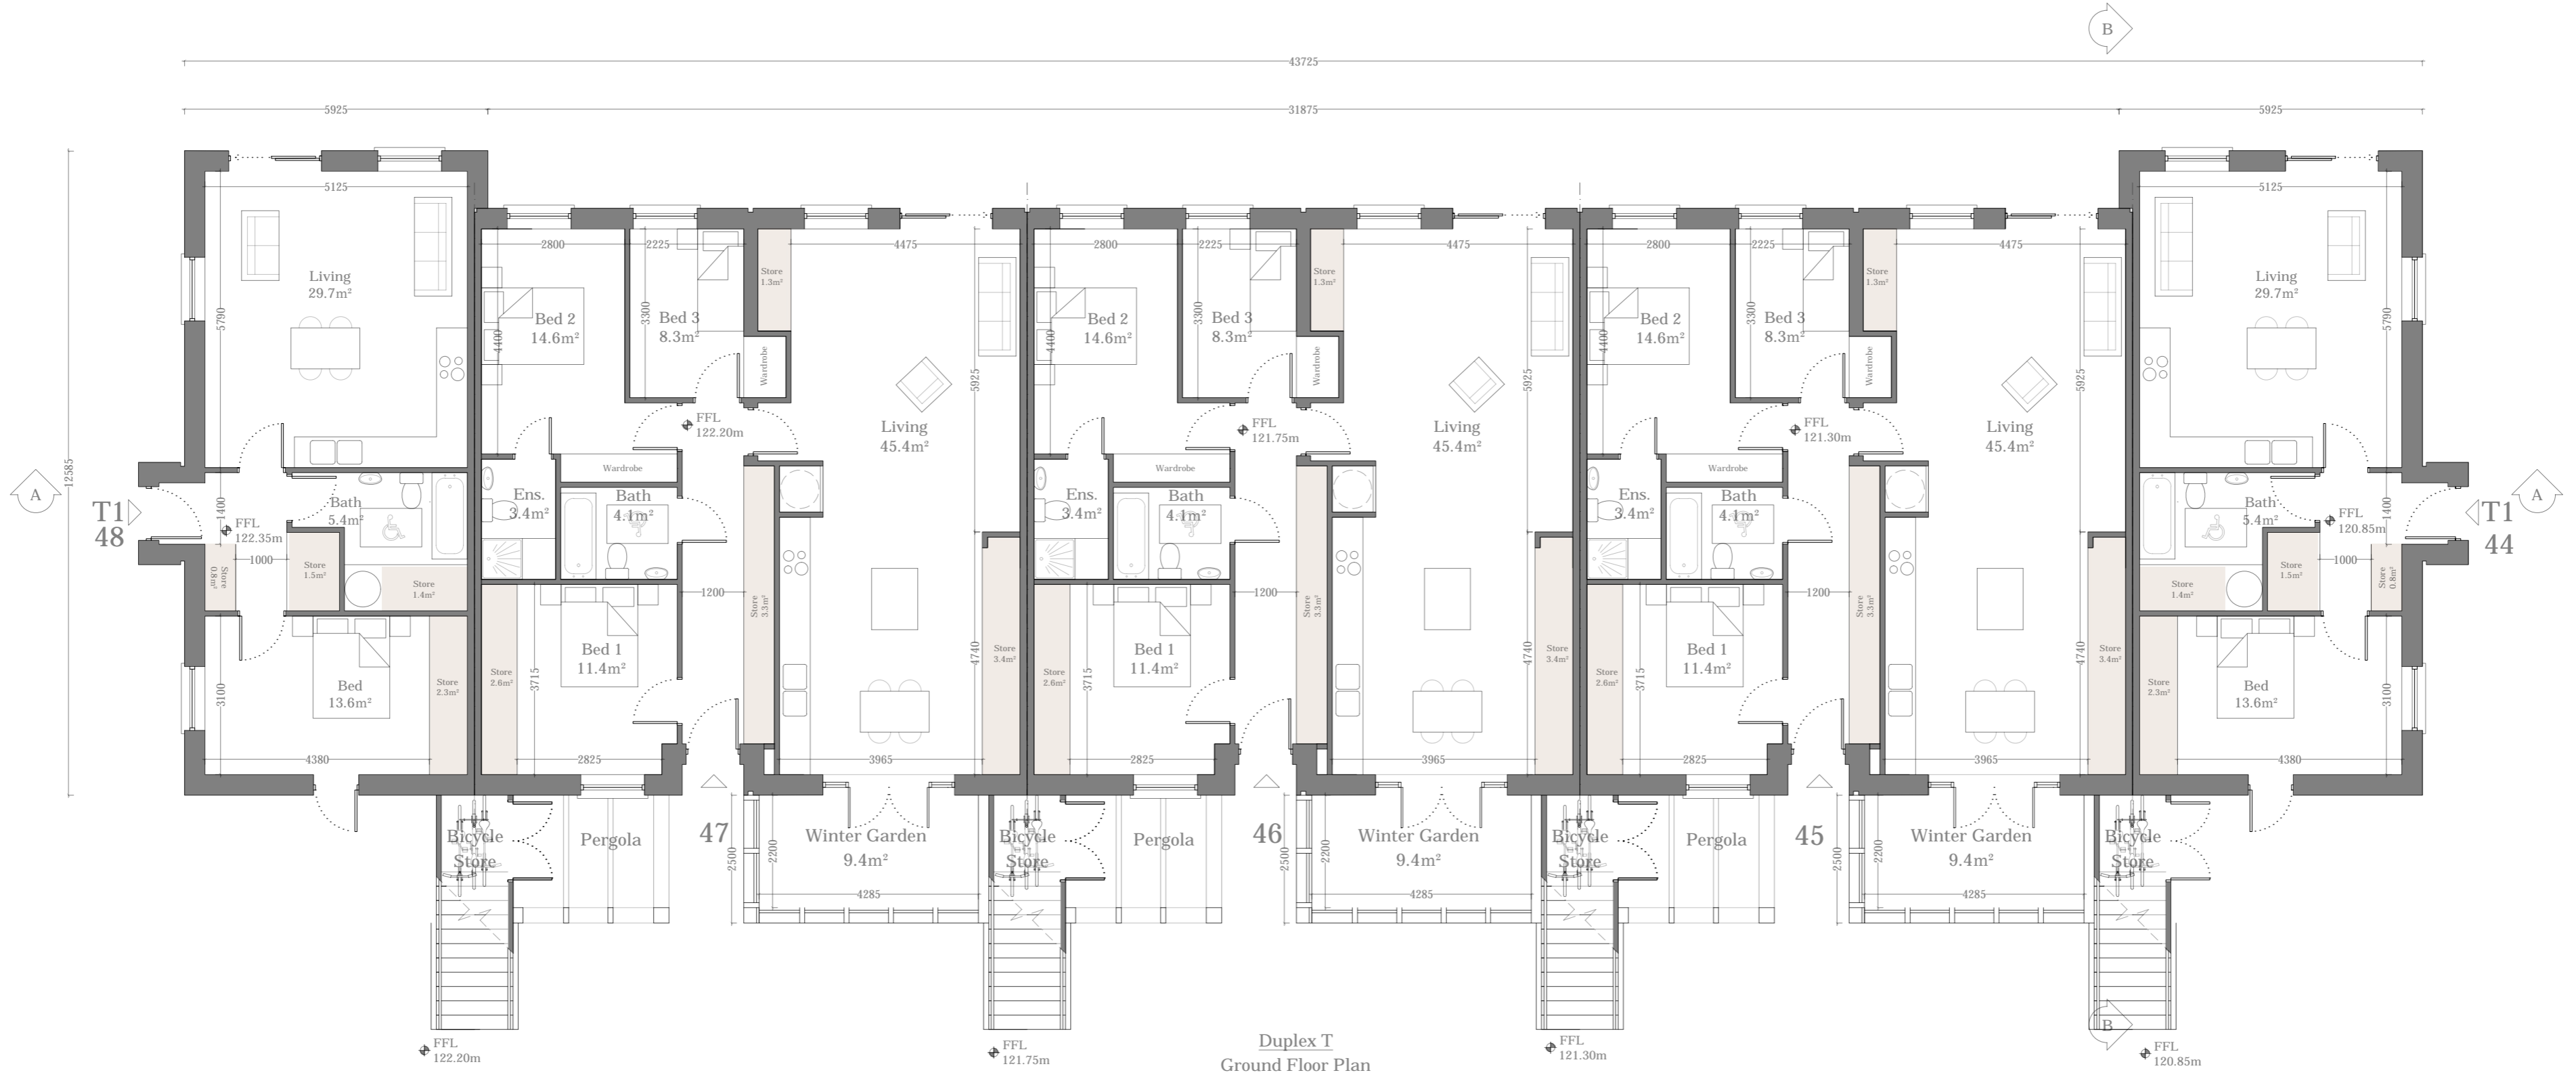 B
43725
5925
31875
5925
12585
A
T1
48
5125
Living
29.7m²
5790
1400
FFL
122.35m
Bath
5.4m²
1000
Store
0.8m²
Store
1.5m²
Store
1.4m²
Bed
13.6m²
Store
2.3m²
3100
4380
2800
2225
Bed 2
14.6m²
4400
Bed 3
8.3m²
3300
Store
1.3m²
Wardrobe
4475
FFL
122.20m
Living
45.4m²
5925
Wardrobe
Ens.
3.4m²
Bath
4.1m²
1200
Store
3.3m²
Bed 1
11.4m²
Store
2.6m²
3715
2825
Store
3.4m²
4740
3965
Bicycle
Store
Pergola
47
2500
2200
Winter Garden
9.4m²
4285
FFL
122.20m
2800
2225
Bed 2
14.6m²
4400
Bed 3
8.3m²
3300
Store
1.3m²
Wardrobe
4475
FFL
121.75m
Living
45.4m²
5925
Wardrobe
Ens.
3.4m²
Bath
4.1m²
1200
Store
3.3m²
Bed 1
11.4m²
Store
2.6m²
3715
2825
Store
3.4m²
4740
3965
Bicycle
Store
Pergola
46
2500
2200
Winter Garden
9.4m²
4285
FFL
121.75m
2800
2225
Bed 2
14.6m²
4400
Bed 3
8.3m²
3300
Store
1.3m²
Wardrobe
4475
FFL
121.30m
Living
45.4m²
5925
Wardrobe
Ens.
3.4m²
Bath
4.1m²
1200
Store
3.3m²
Bed 1
11.4m²
Store
2.6m²
3715
2825
Store
3.4m²
4740
3965
Bicycle
Store
Pergola
45
2500
2200
Winter Garden
9.4m²
4285
FFL
121.30m
5125
Living
29.7m²
5790
1400
FFL
120.85m
Bath
5.4m²
1000
Store
0.8m²
Store
1.5m²
Store
1.4m²
Bed
13.6m²
Store
2.3m²
3100
4380
T1
44
A
Bicycle
Store
B
FFL
120.85m
Duplex T
Ground Floor Plan